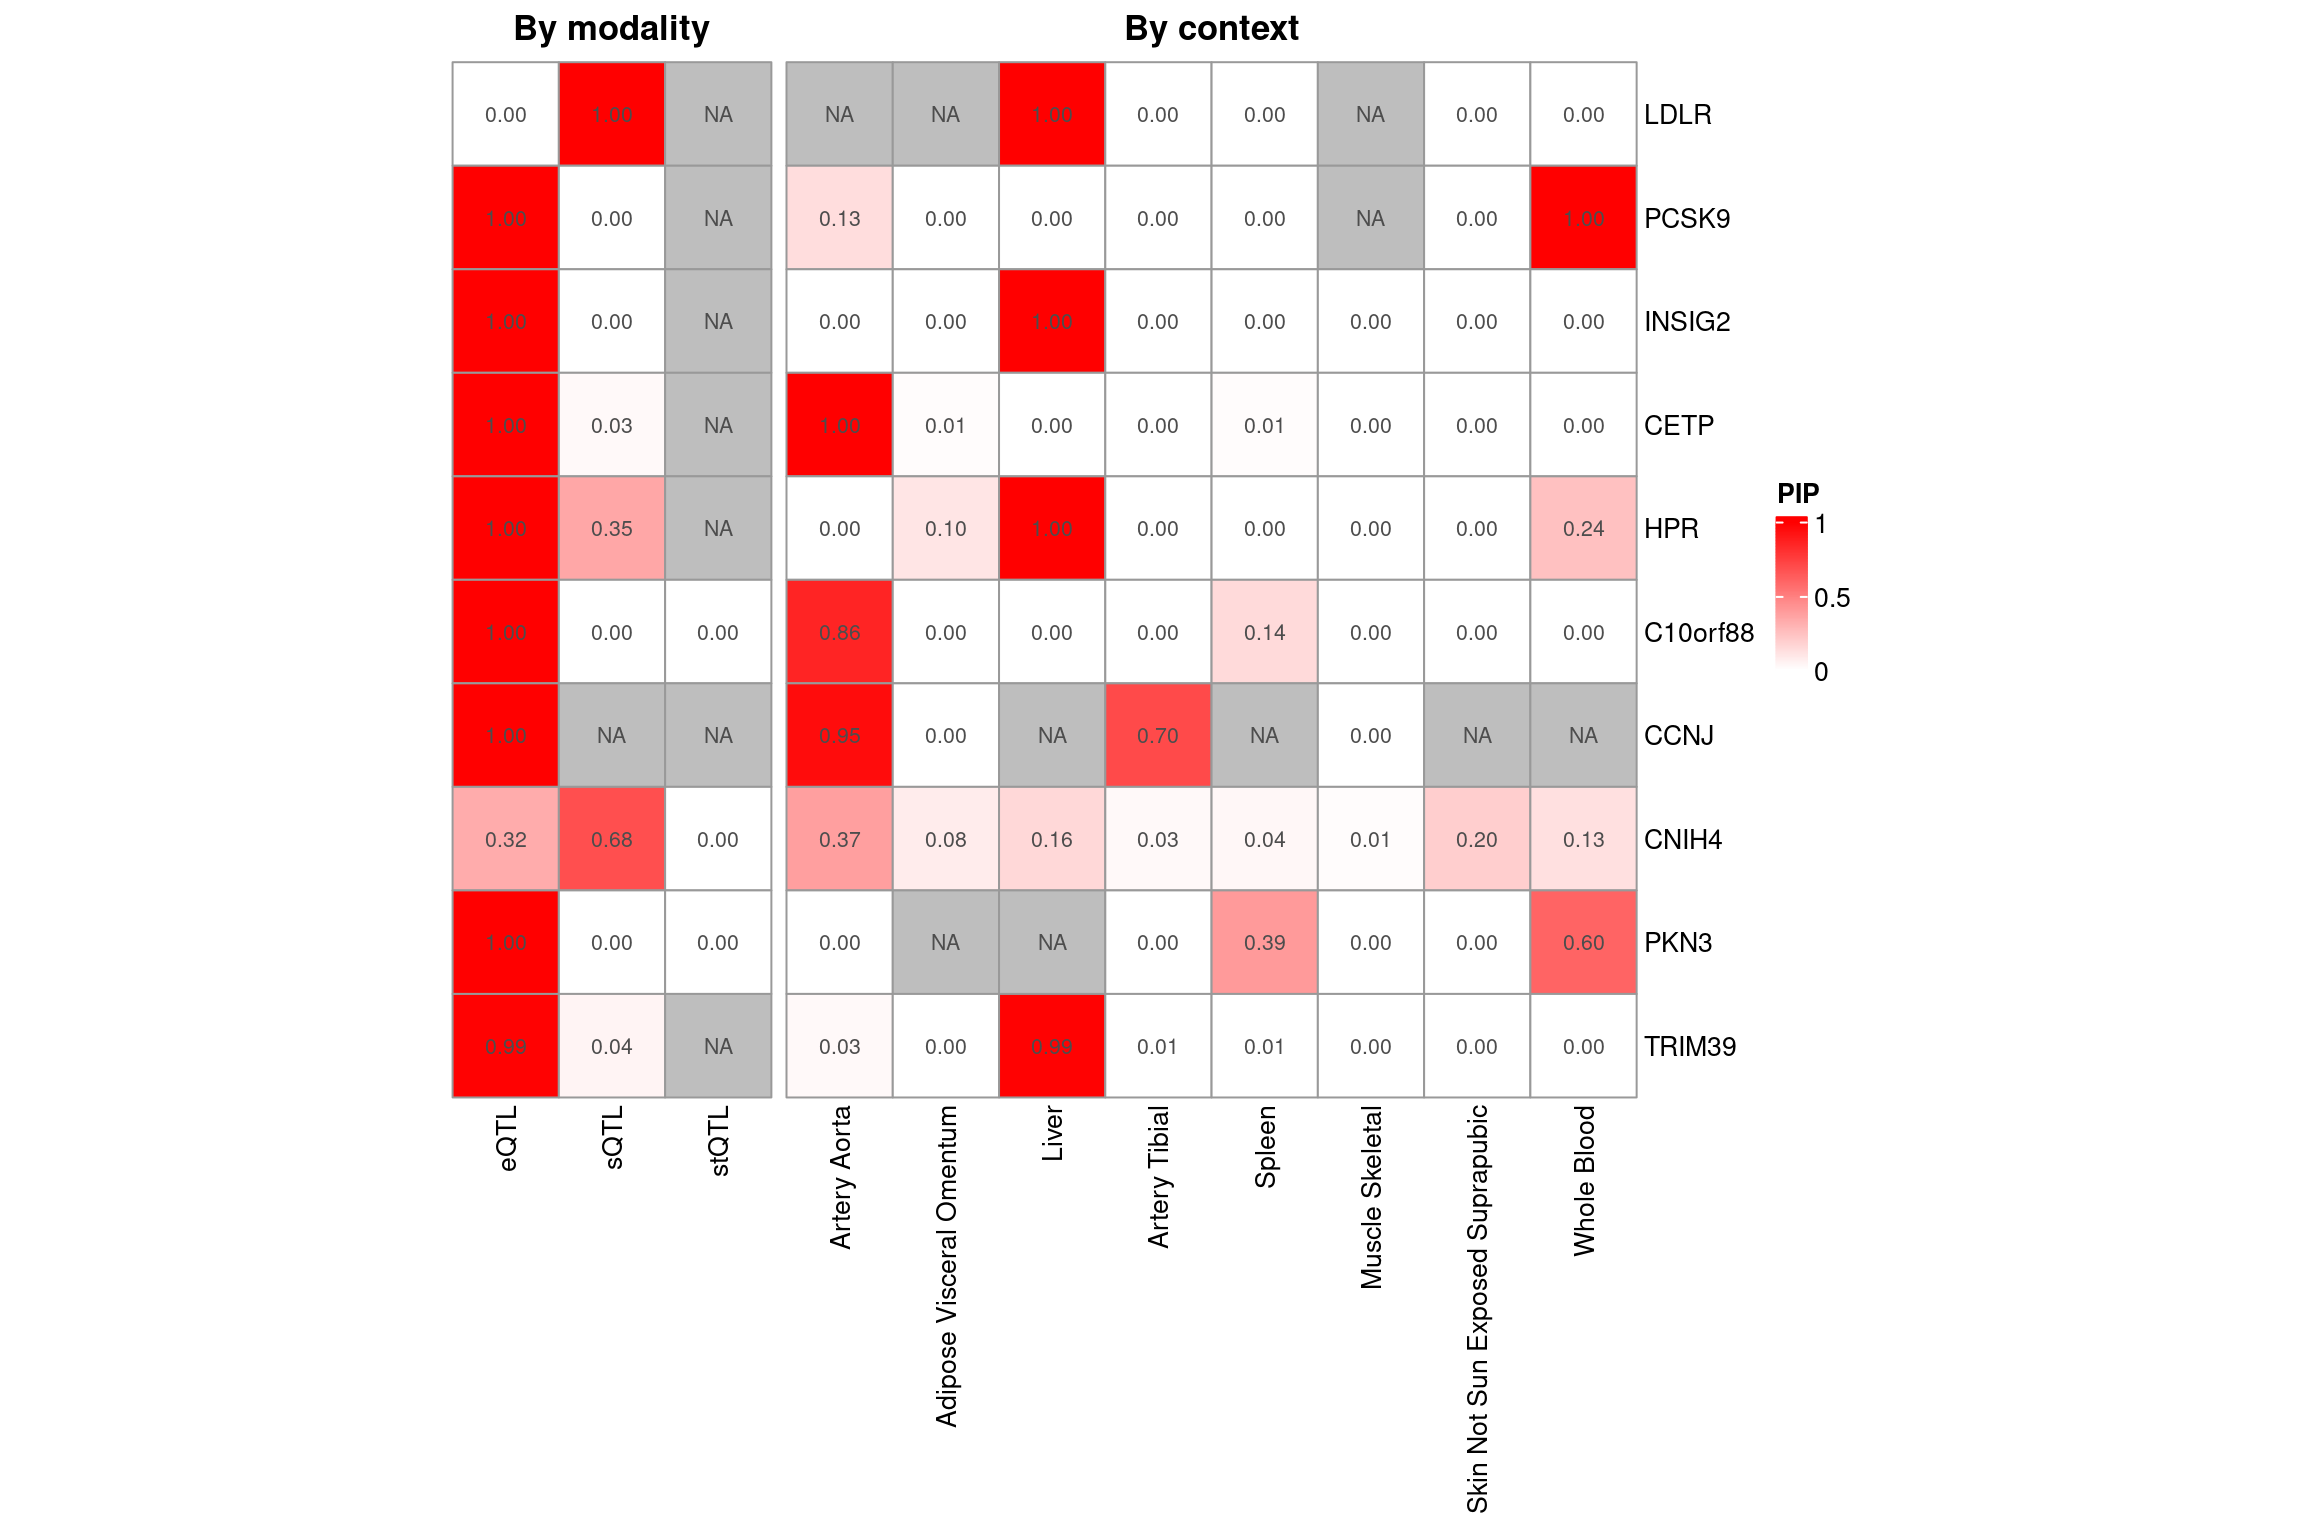 By modality By context
0.00 1.00 NA NA NA 1.00 0.00 0.00 NA 0.00 0.00 LDLR
1.00 0.00 NA 0.13 0.00 0.00 0.00 0.00 NA 0.00 1.00 PCSK9
1.00 0.00 NA 0.00 0.00 1.00 0.00 0.00 0.00 0.00 0.00 INSIG2
1.00 0.03 NA 1.00 0.01 0.00 0.00 0.01 0.00 0.00 0.00 CETP
1.00 0.35 NA 0.00 0.10 1.00 0.00 0.00 0.00 0.00 0.24 HPR
1.00 0.00 0.00 0.86 0.00 0.00 0.00 0.14 0.00 0.00 0.00 C10orf88
1.00 NA NA 0.95 0.00 NA 0.70 NA 0.00 NA NA CCNJ
0.32 0.68 0.00 0.37 0.08 0.16 0.03 0.04 0.01 0.20 0.13 CNIH4
1.00 0.00 0.00 0.00 NA NA 0.00 0.39 0.00 0.00 0.60 PKN3
0.99 0.04 NA 0.03 0.00 0.99 0.01 0.01 0.00 0.00 0.00 TRIM39
eQTL
sQTL
stQTL
Artery Aorta
Adipose Visceral Omentum
Liver
Artery Tibial
Spleen
Muscle Skeletal
Skin Not Sun Exposed Suprapubic
Whole Blood
PIP
1
0.5
0